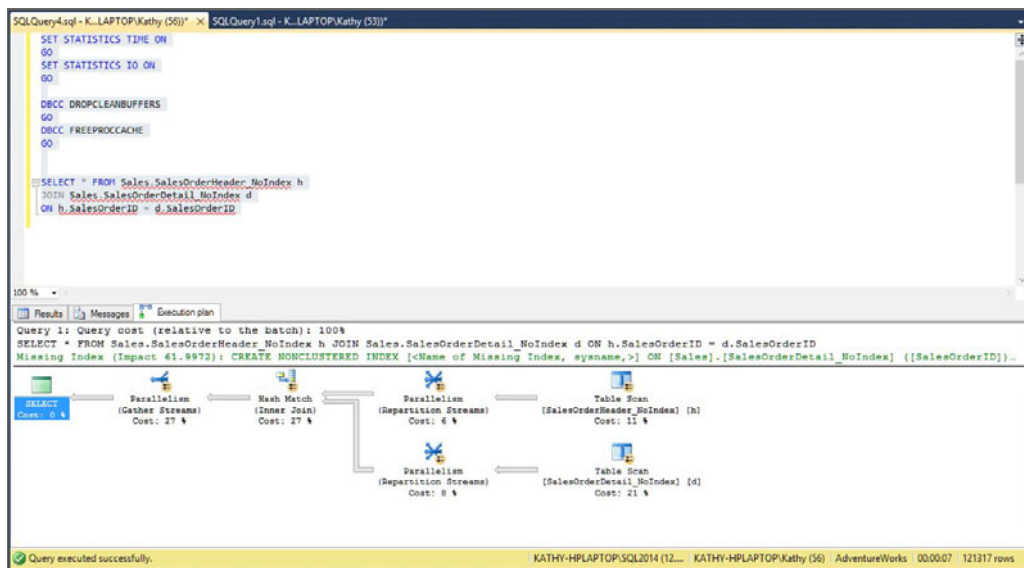 SQLQuery4.sql - K...LAPTOP\Kathy (56))* SQLQuery1.sql - K...LAPTOP\Kathy (53))*
SET STATISTICS TIME ON
GO
SET STATISTICS IO ON
GO
DBCC DROPCLEANBUFFERS
GO
DBCC FREEPROCCACHE
GO
SELECT * FROM Sales.SalesOrderHeader_NoIndex h
JOIN Sales.SalesOrderDetail_NoIndex d
ON h.SalesOrderID = d.SalesOrderID
100 %
Results Messages Execution plan
Query 1: Query cost (relative to the batch): 100%
SELECT * FROM Sales.SalesOrderHeader_NoIndex h JOIN Sales.SalesOrderDetail_NoIndex d ON h.SalesOrderID = d.SalesOrderID
Missing Index (Impact 61.9972): CREATE NONCLUSTERED INDEX [<Name of Missing Index, sysname,>] ON [Sales].[SalesOrderDetail_NoIndex] ([SalesOrderID])...
SELECT
Cost: 0 %
Parallelism
(Gather Streams)
Cost: 27 %
Hash Match
(Inner Join)
Cost: 27 %
Parallelism
(Repartition Streams)
Cost: 6 %
Table Scan
[SalesOrderHeader_NoIndex] [h]
Cost: 11 %
Parallelism
(Repartition Streams)
Cost: 8 %
Table Scan
[SalesOrderDetail_NoIndex] [d]
Cost: 21 %
Query executed successfully. KATHY-HPLAPTOP\SQL2014 (12.... KATHY-HPLAPTOP\Kathy (56) AdventureWorks 00:00:07 121317 rows